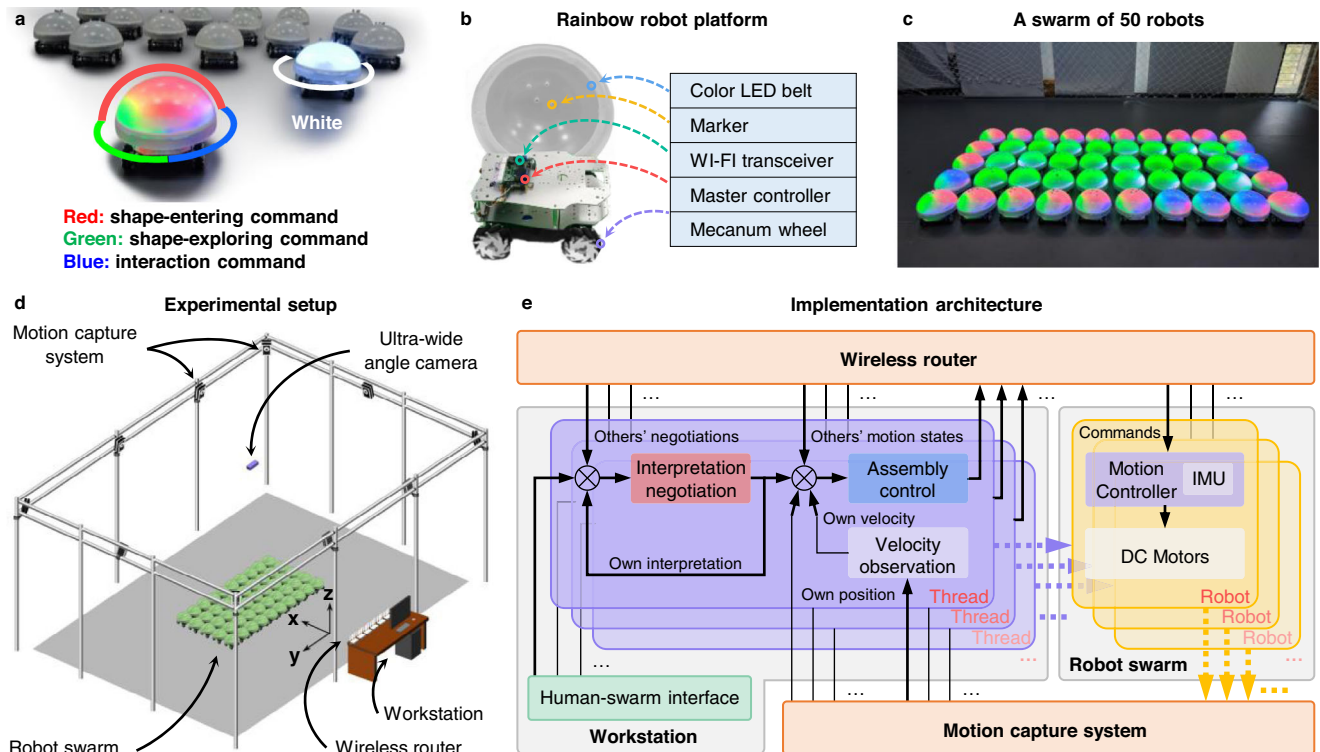 a
White
Red: shape-entering command
Green: shape-exploring command
Blue: interaction command
b
Rainbow robot platform
Color LED belt
Marker
WI-FI transceiver
Master controller
Mecanum wheel
c
A swarm of 50 robots
d
Experimental setup
Motion capture
system
Ultra-wide
angle camera
z
x
y
Workstation
Robot swarm
Wireless router
e
Implementation architecture
Wireless router
...
...
...
...
Others' negotiations
Others' motion states
Commands
Interpretation
negotiation
Assembly
control
Motion
Controller
IMU
Own velocity
Velocity
observation
DC Motors
Own interpretation
Own position
Thread
Thread
Thread
...
Robot
Robot
Robot
...
Robot swarm
...
Human-swarm interface
...
...
Workstation
Motion capture system